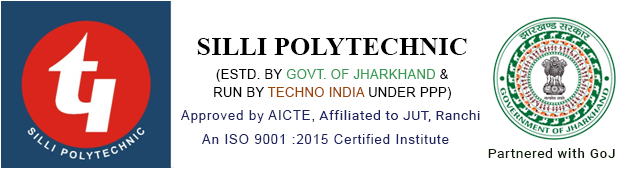 SILLI POLYTECHNIC
SILLI POLYTECHNIC
(ESTD. BY GOVT. OF JHARKHAND &
RUN BY TECHNO INDIA UNDER PPP)
Approved by AICTE, Affiliated to JUT, Ranchi
An ISO 9001 :2015 Certified Institute
झारखण्ड सरकार
GOVERNMENT OF JHARKHAND
Partnered with GoJ